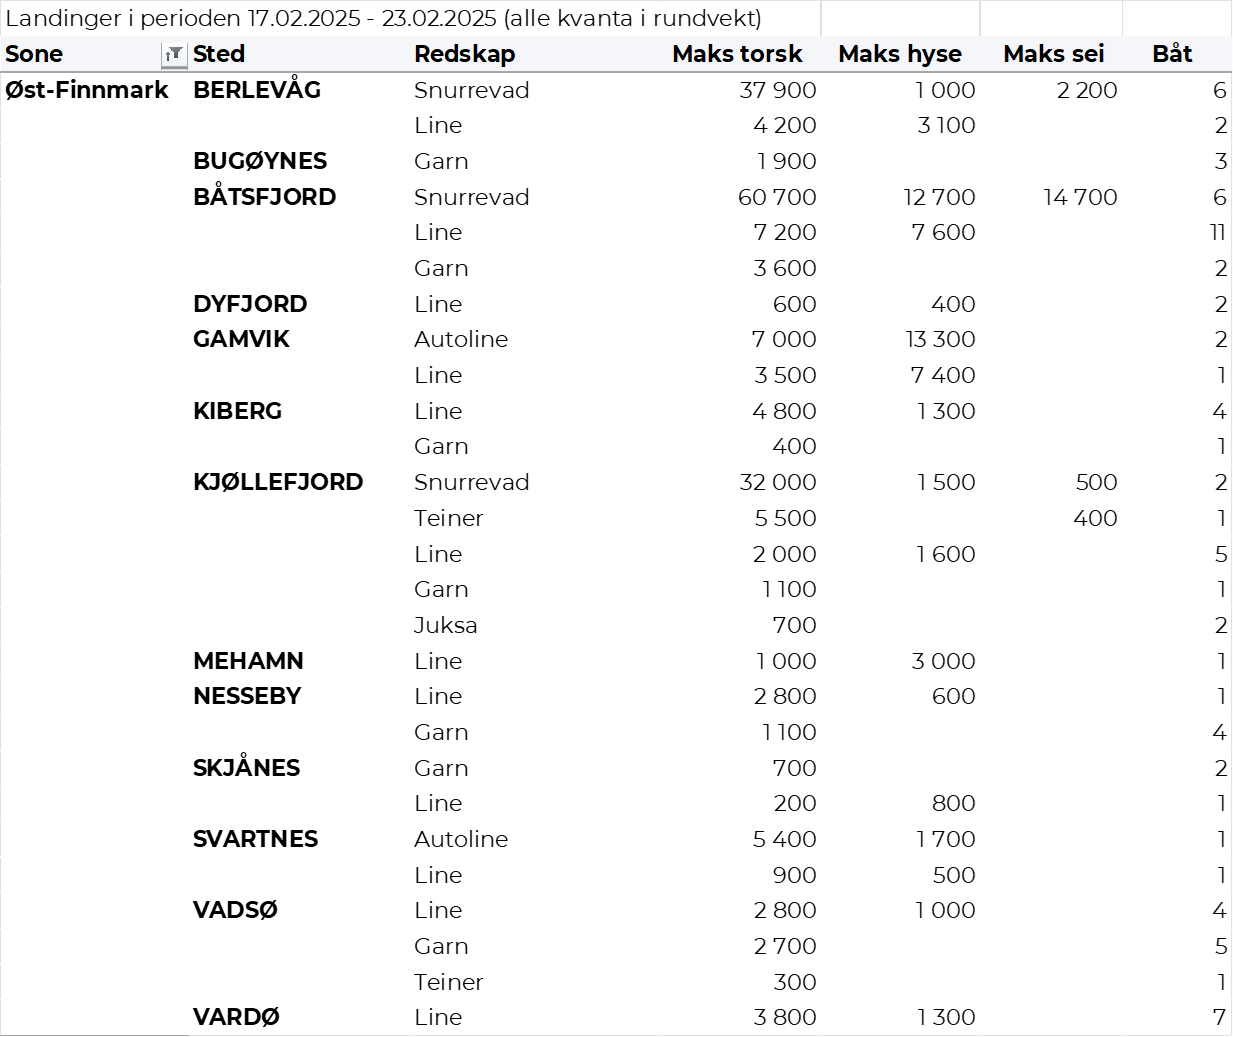 Landinger i perioden 17.02.2025 - 23.02.2025 (alle kvanta i rundvekt)
Sone Sted Redskap Maks torsk Maks hyse Maks sei Båt
Øst-Finnmark BERLEVÅG Snurrevad 37 900 1 000 2 200 6
Line 4 200 3 100 2
BUGØYNES Garn 1 900 3
BÅTSFJORD Snurrevad 60 700 12 700 14 700 6
Line 7 200 7 600 11
Garn 3 600 2
DYFJORD Line 600 400 2
GAMVIK Autoline 7 000 13 300 2
Line 3 500 7 400 1
KIBERG Line 4 800 1 300 4
Garn 400 1
KJØLLEFJORD Snurrevad 32 000 1 500 500 2
Teiner 5 500 400 1
Line 2 000 1 600 5
Garn 1 100 1
Juksa 700 2
MEHAMN Line 1 000 3 000 1
NESSEBY Line 2 800 600 1
Garn 1 100 4
SKJÅNES Garn 700 2
Line 200 800 1
SVARTNES Autoline 5 400 1 700 1
Line 900 500 1
VADSØ Line 2 800 1 000 4
Garn 2 700 5
Teiner 300 1
VARDØ Line 3 800 1 300 7